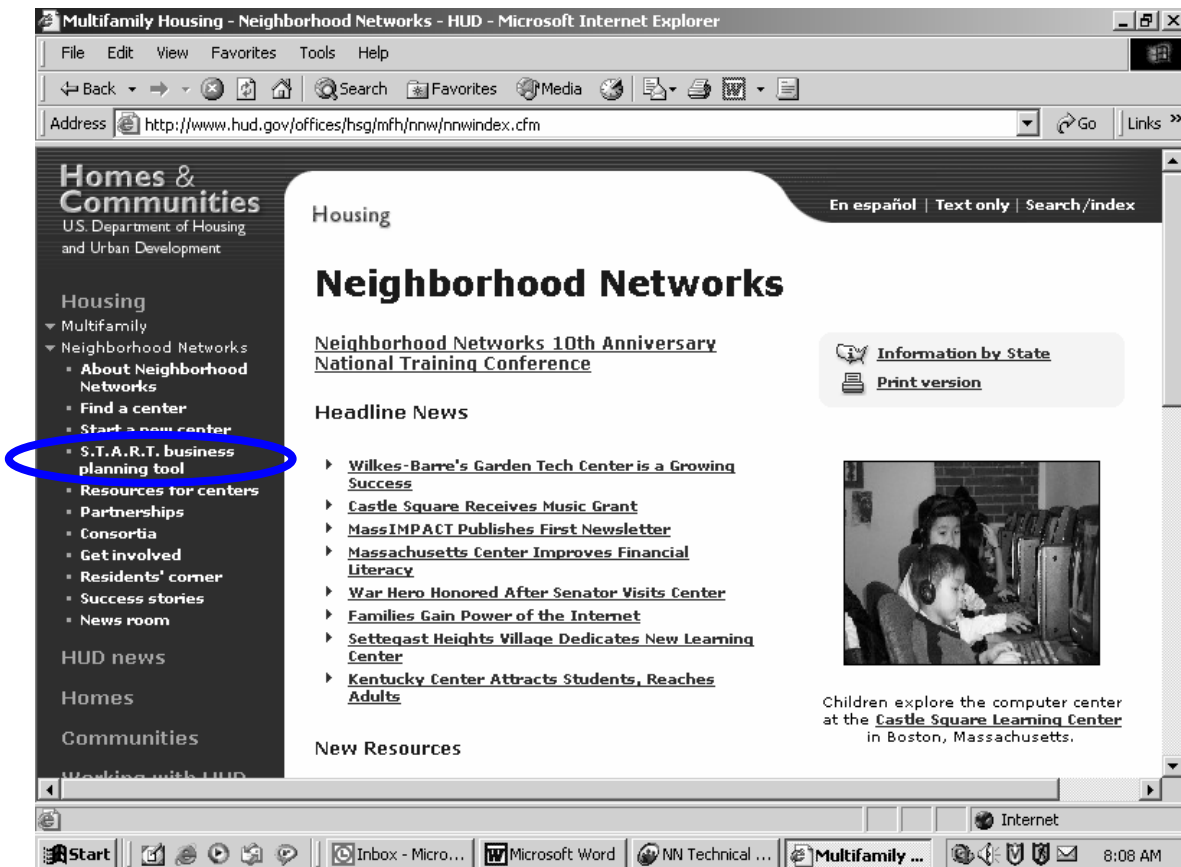 Multifamily Housing - Neighborhood Networks - HUD - Microsoft Internet Explorer
File Edit View Favorites Tools Help
Back Search Favorites Media
Address http://www.hud.gov/offices/hsg/mfh/nnw/nnwindex.cfm Go Links »
Homes &
Communities
U.S. Department of Housing
and Urban Development
Housing
Multifamily
Neighborhood Networks
About Neighborhood
Networks
Find a center
Start a new center
S.T.A.R.T. business
planning tool
Resources for centers
Partnerships
Consortia
Get involved
Residents' corner
Success stories
News room
HUD news
Homes
Communities
Working with HUD
Housing
En español | Text only | Search/index
Neighborhood Networks
Neighborhood Networks 10th Anniversary
National Training Conference
Information by State
Print version
Headline News
Wilkes-Barre's Garden Tech Center is a Growing
Success
Castle Square Receives Music Grant
MassIMPACT Publishes First Newsletter
Massachusetts Center Improves Financial
Literacy
War Hero Honored After Senator Visits Center
Families Gain Power of the Internet
Settegast Heights Village Dedicates New Learning
Center
Kentucky Center Attracts Students, Reaches
Adults
New Resources
Children explore the computer center
at the Castle Square Learning Center
in Boston, Massachusetts.
Internet
Start Inbox - Micro... Microsoft Word NN Technical ... Multifamily ... 8:08 AM